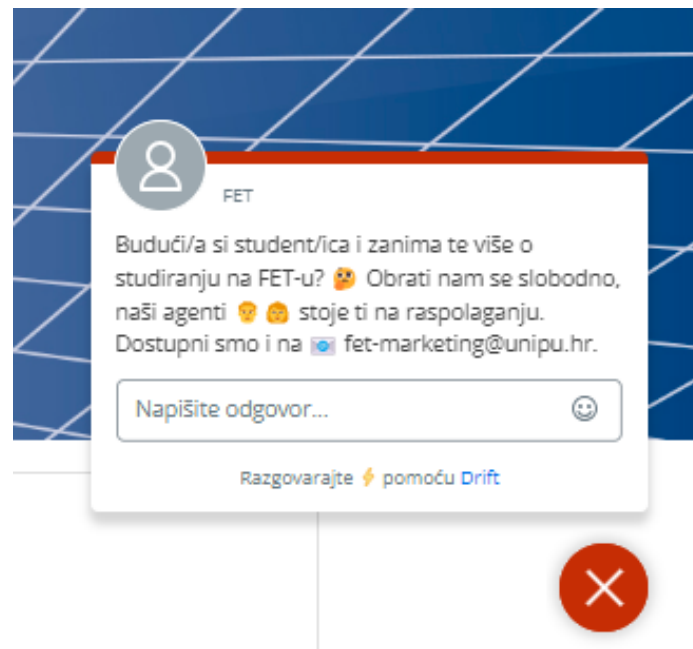 FET
Budući/a si student/ica i zanima te više o
studiranju na FET-u? 🤔 Obrati nam se slobodno,
naši agenti 👨 👩 stoje ti na raspolaganju.
Dostupni smo i na 📧 fet-marketing@unipu.hr.
Napišite odgovor...
Razgovarajte ⚡ pomoću Drift